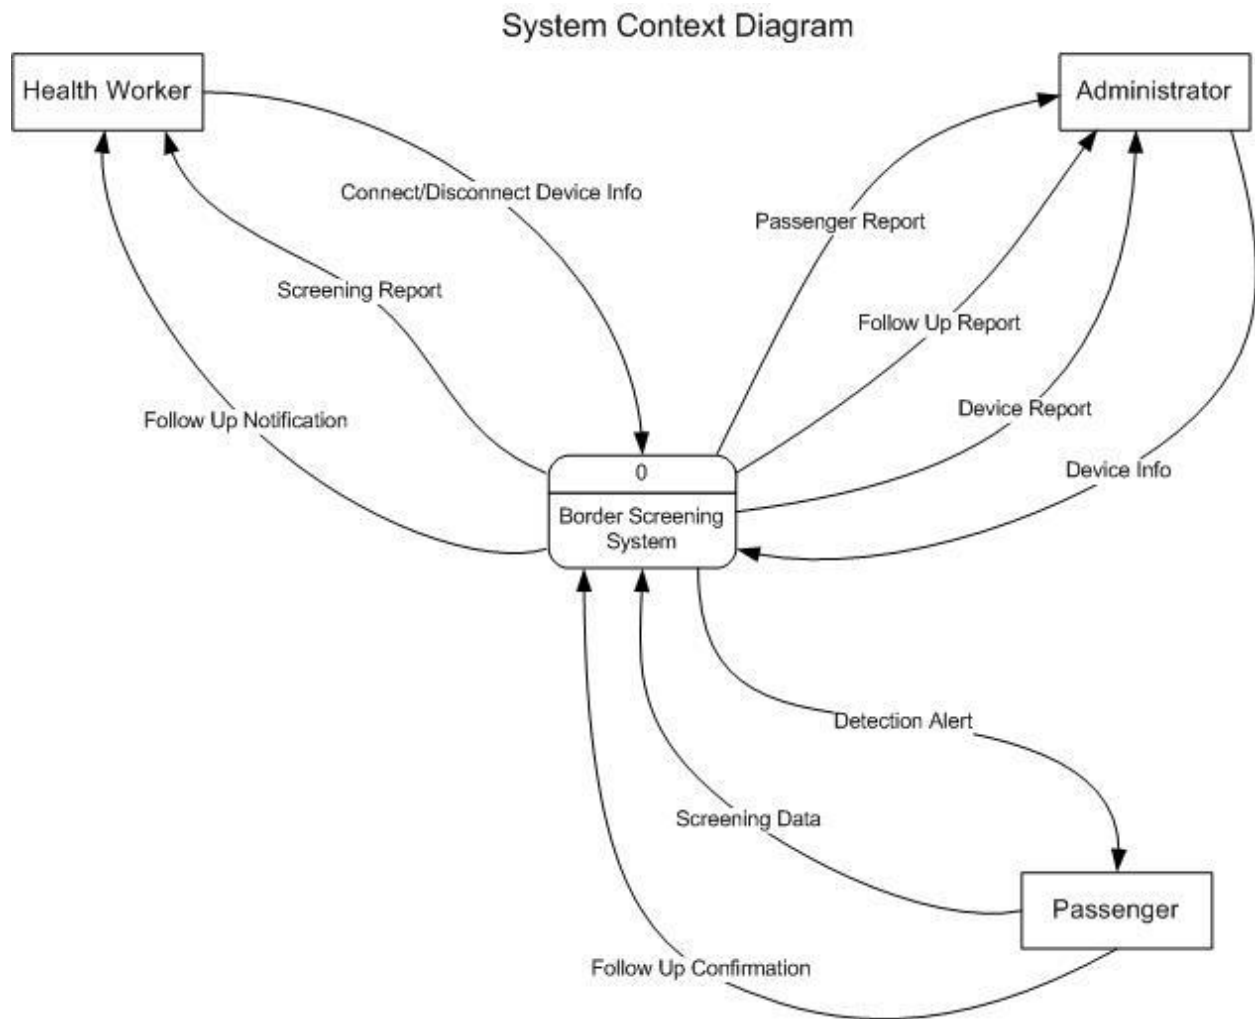 System Context Diagram
Health Worker
Administrator
Connect/Disconnect Device Info
Passenger Report
Screening Report
Follow Up Report
Follow Up Notification
Device Report
Device Info
0
Border Screening
System
Detection Alert
Screening Data
Passenger
Follow Up Confirmation